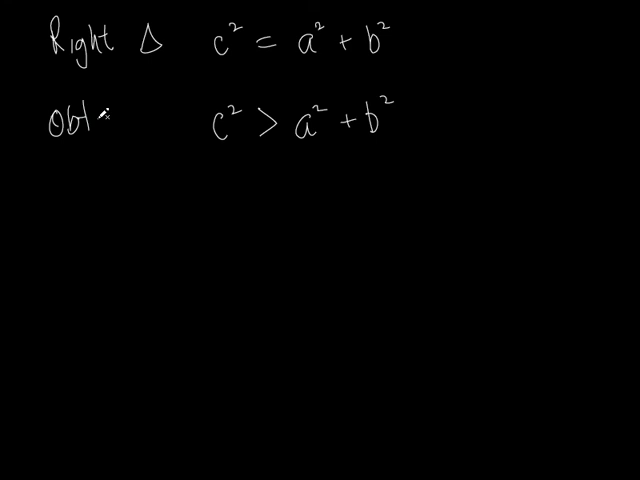 Right Δ c² = a² + b²
Obt c² > a² + b²